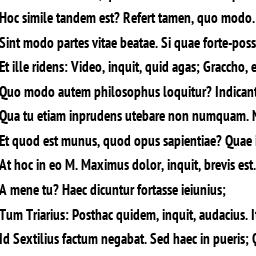 Hoc simile tandem est? Refert tamen, quo modo.
Sint modo partes vitae beatae. Si quae forte-poss
Et ille ridens: Video, inquit, quid agas; Graccho, e
Quo modo autem philosophus loquitur? Indicant
Qua tu etiam inprudens utebare non numquam. N
Et quod est munus, quod opus sapientiae? Quae i
At hoc in eo M. Maximus dolor, inquit, brevis est.
A mene tu? Haec dicuntur fortasse ieiunius;
Tum Triarius: Posthac quidem, inquit, audacius. It
Id Sextilius factum negabat. Sed haec in pueris; Q